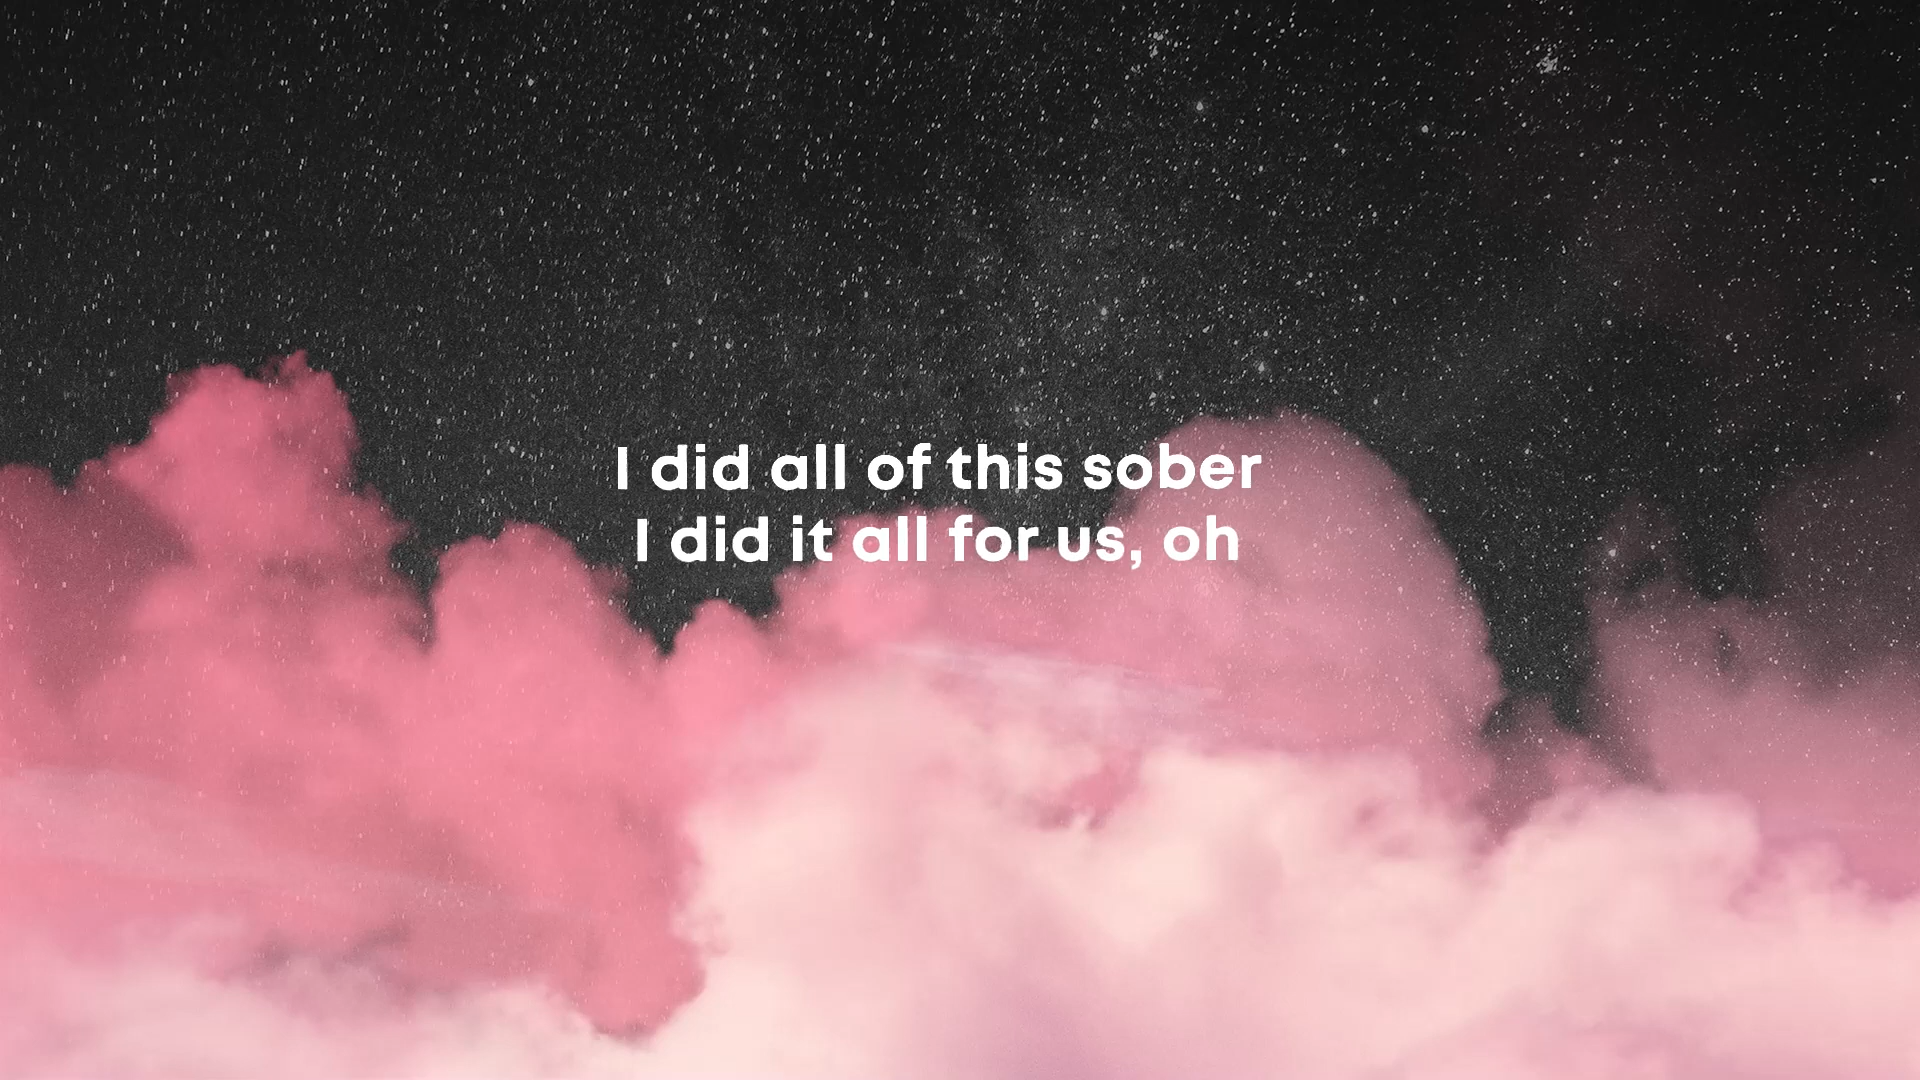 I did all of this sober
I did it all for us, oh